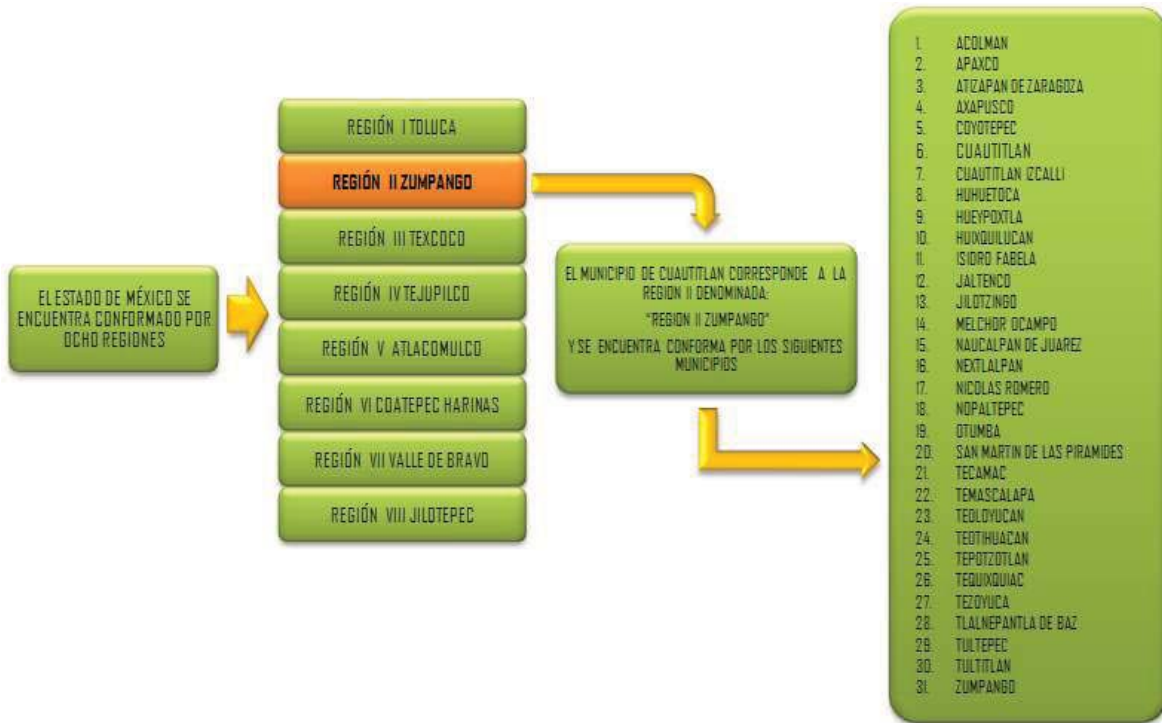 EL ESTADO DE MÉXICO SE
ENCUENTRA CONFORMADO POR
OCHO REGIONES
REGIÓN I TOLUCA
REGIÓN II ZUMPANGO
REGIÓN III TEXCOCO
REGIÓN IV TEJUPILCO
REGIÓN V ATLACOMULCO
REGIÓN VI COATEPEC HARINAS
REGIÓN VII VALLE DE BRAVO
REGIÓN VIII JILOTEPEC
EL MUNICIPIO DE CUAUTITLAN CORRESPONDE A LA
REGION II DENOMINADA:
"REGION II ZUMPANGO"
Y SE ENCUENTRA CONFORMA POR LOS SIGUIENTES
MUNICIPIOS
1. ACOLMAN
2. APAXCO
3. ATIZAPAN DE ZARAGOZA
4. AXAPUSCO
5. COYOTEPEC
6. CUAUTITLAN
7. CUAUTITLAN IZCALLI
8. HUHUETOCA
9. HUEYPOXTLA
10. HUIXQUILUCAN
11. ISIDRO FABELA
12. JALTENCO
13. JILOTZINGO
14. MELCHOR OCAMPO
15. NAUCALPAN DE JUAREZ
16. NEXTLALPAN
17. NICOLAS ROMERO
18. NOPALTEPEC
19. OTUMBA
20. SAN MARTIN DE LAS PIRAMIDES
21. TECAMAC
22. TEMASCALAPA
23. TEOLOYUCAN
24. TEOTIHUACAN
25. TEPOTZOTLAN
26. TEQUIXQUIAC
27. TEZOYUCA
28. TLALNEPANTLA DE BAZ
29. TULTEPEC
30. TULTITLAN
31. ZUMPANGO